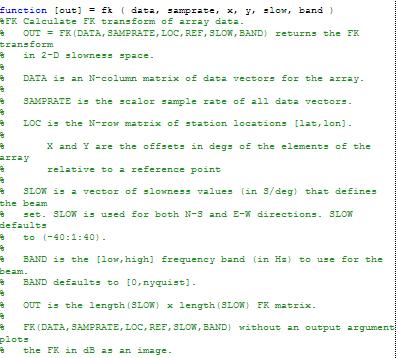 function [out] = fk ( data, samprate, x, y, slow, band )
%FK Calculate FK transform of array data.
%   OUT = FK(DATA,SAMPRATE,LOC,REF,SLOW,BAND) returns the FK
transform
%   in 2-D slowness space.
%
%   DATA is an N-column matrix of data vectors for the array.
%
%   SAMPRATE is the scalor sample rate of all data vectors.
%
%   LOC is the N-row matrix of station locations [lat,lon].
%
%       X and Y are the offsets in degs of the elements of the
array
%       relative to a reference point
%
%   SLOW is a vector of slowness values (in S/deg) that defines
the beam
%   set. SLOW is used for both N-S and E-W directions. SLOW
defaults
%   to (-40:1:40).
%
%   BAND is the [low,high] frequency band (in Hz) to use for the
beam.
%   BAND defaults to [0,nyquist].
%
%   OUT is the length(SLOW) x length(SLOW) FK matrix.
%
%   FK(DATA,SAMPRATE,LOC,REF,SLOW,BAND) without an output argument
plots
%   the FK in dB as an image.